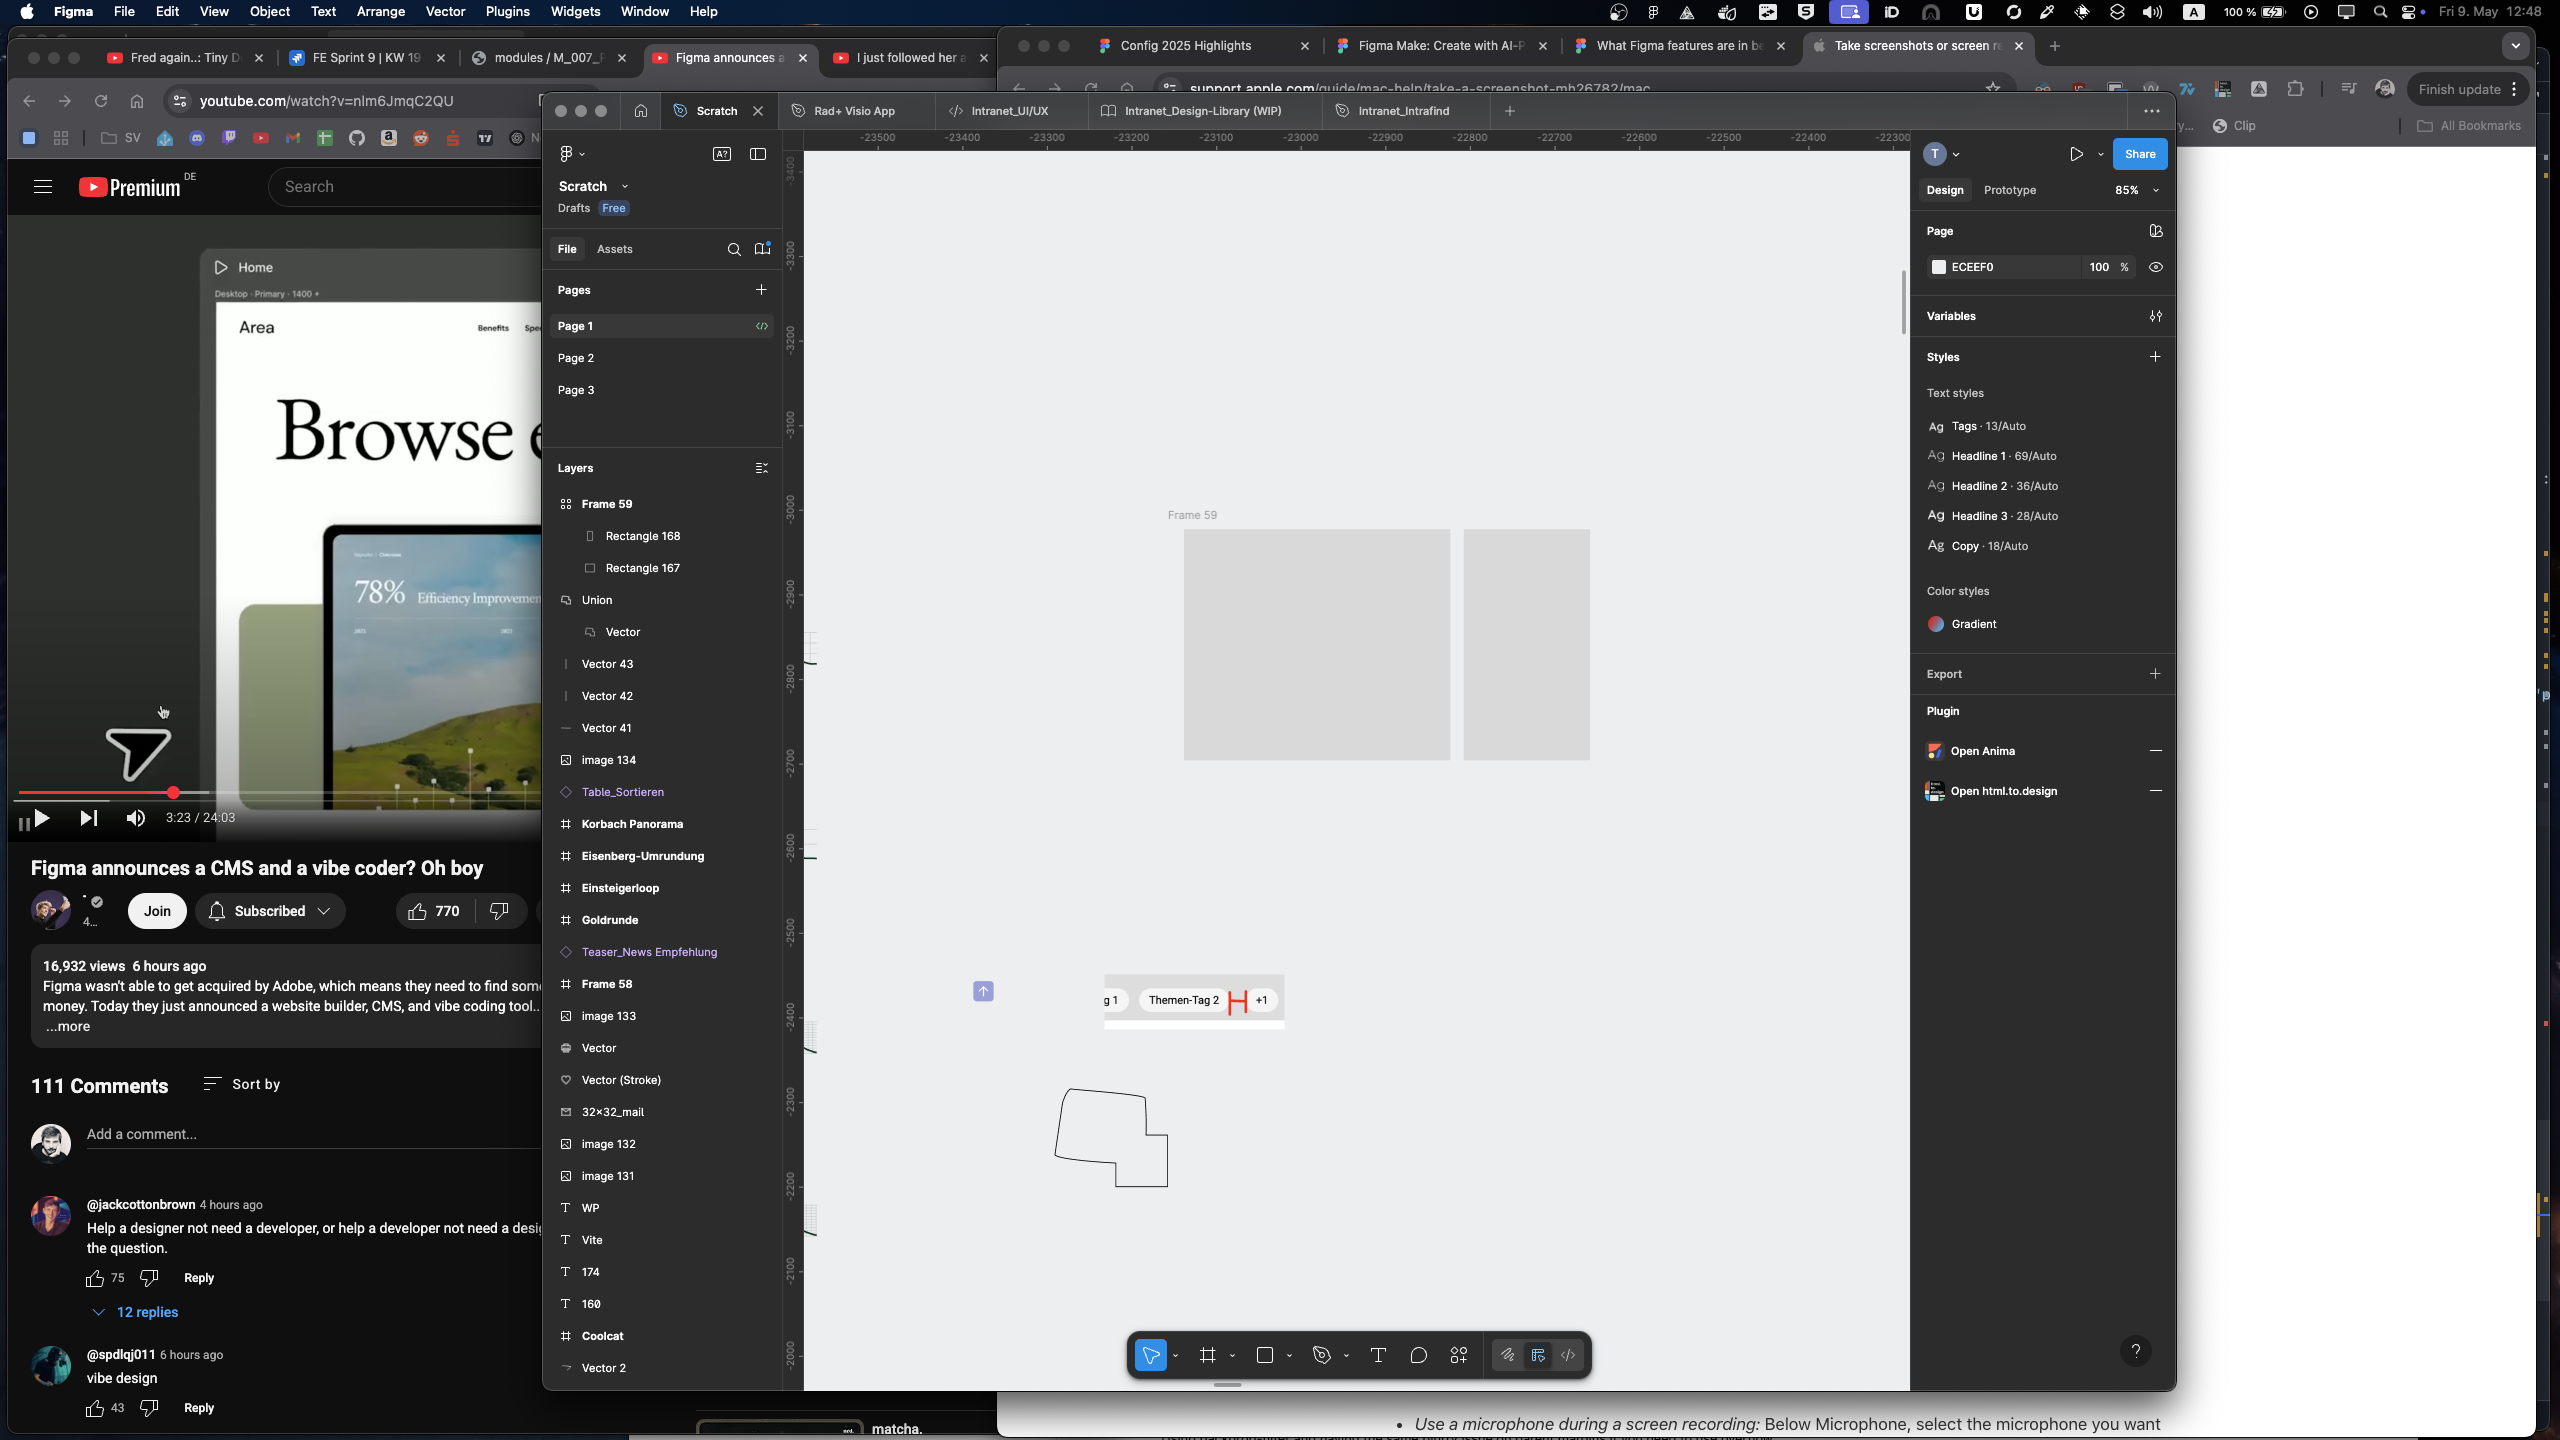 Figma File Edit View Object Text Arrange Vector Plugins Widgets Window Help
100 % Fri 9. May 12:48
Fred again..: Tiny D
FE Sprint 9 | KW 19
modules / M_007_F
Figma announces a
I just followed her a
Config 2025 Highlights
Figma Make: Create with AI-P
What Figma features are in be
Take screenshots or screen re
youtube.com/watch?v=nlm6JmqC2QU
support.apple.com/guide/mac-help/take-a-screenshot-mh26782/mac
Finish update
SV
Clip
All Bookmarks
Scratch
Rad+ Visio App
Intranet_UI/UX
Intranet_Design-Library (WIP)
Intranet_Intrafind
Premium DE
Search
Home
Desktop · Primary · 1400 +
Area
Benefits
Browse
78% Efficiency Improvemen
3:23 / 24:03
Figma announces a CMS and a vibe coder? Oh boy
4...
Join
Subscribed
770
16,932 views 6 hours ago
Figma wasn't able to get acquired by Adobe, which means they need to find som
money. Today they just announced a website builder, CMS, and vibe coding tool..
...more
111 Comments
Sort by
Add a comment...
@jackcottonbrown 4 hours ago
Help a designer not need a developer, or help a developer not need a desi
the question.
75 Reply
12 replies
@spdlqj011 6 hours ago
vibe design
43 Reply
A?
Scratch
Drafts Free
File Assets
Pages
Page 1
Page 2
Page 3
Layers
Frame 59
Rectangle 168
Rectangle 167
Union
Vector
Vector 43
Vector 42
Vector 41
image 134
Table_Sortieren
Korbach Panorama
Eisenberg-Umrundung
Einsteigerloop
Goldrunde
Teaser_News Empfehlung
Frame 58
image 133
Vector
Vector (Stroke)
32×32_mail
image 132
image 131
WP
Vite
174
160
Coolcat
Vector 2
-23500 -23400 -23300 -23200 -23100 -23000 -22900 -22800 -22700 -22600 -22500 -22400 -22300
-3400
-3300
-3200
-3100
-3000
-2900
-2800
-2700
-2600
-2500
-2400
-2300
-2200
-2100
-2000
Frame 59
g 1 Themen-Tag 2 +1
T
Share
Design Prototype 85%
Page
ECEEF0 100 %
Variables
Styles
Text styles
Ag Tags · 13/Auto
Ag Headline 1 · 69/Auto
Ag Headline 2 · 36/Auto
Ag Headline 3 · 28/Auto
Ag Copy · 18/Auto
Color styles
Gradient
Export
Plugin
Open Anima
Open html.to.design
?
matcha.
• Use a microphone during a screen recording: Below Microphone, select the microphone you want